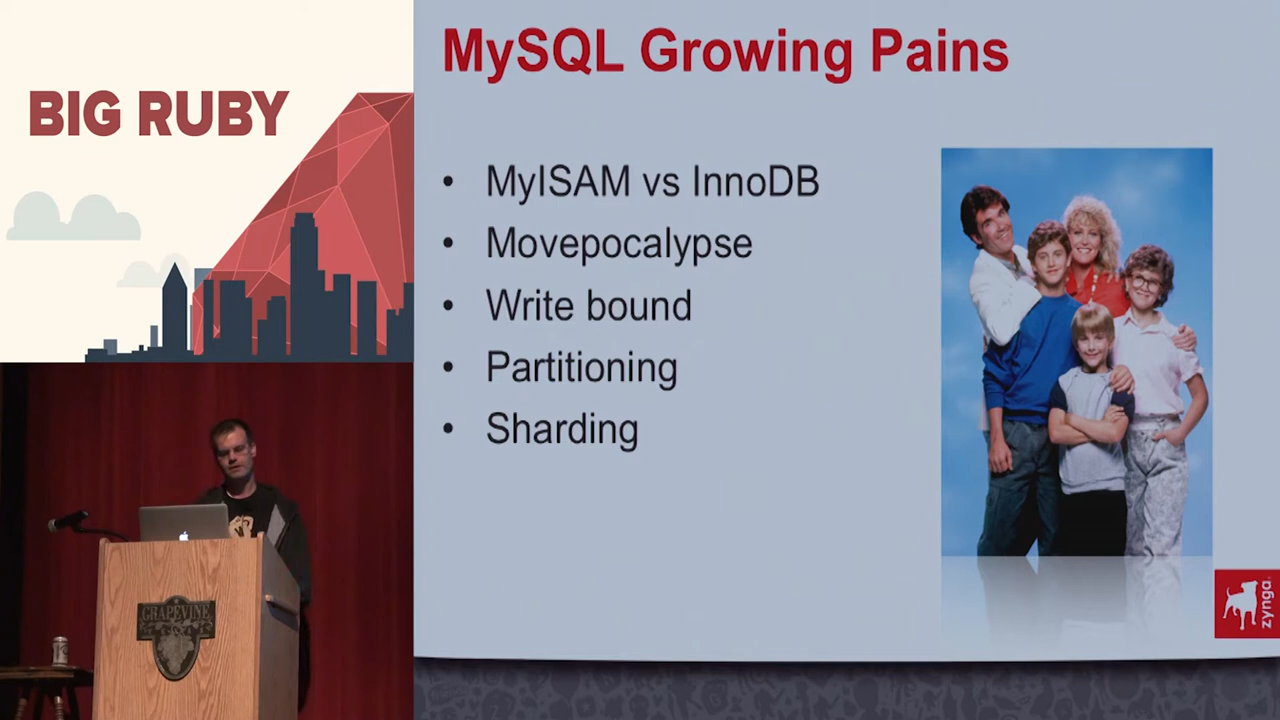 BIG RUBY
MySQL Growing Pains
• MyISAM vs InnoDB
• Movepocalypse
• Write bound
• Partitioning
• Sharding
zynga
GRAPEVINE